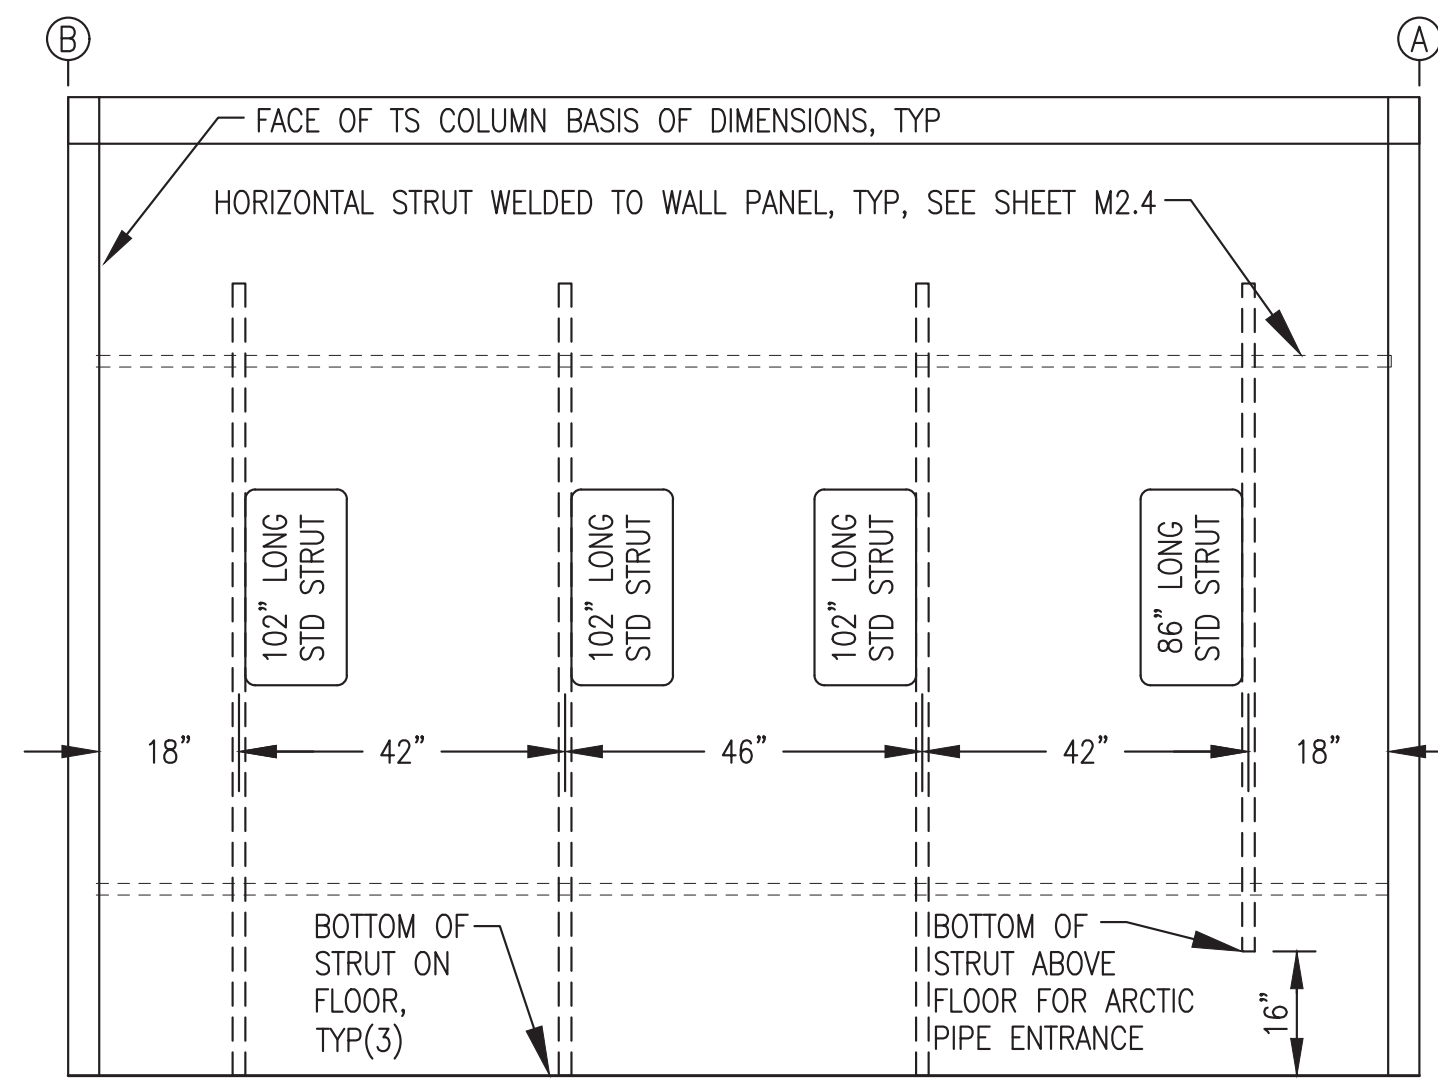 B
A
FACE OF TS COLUMN BASIS OF DIMENSIONS, TYP
HORIZONTAL STRUT WELDED TO WALL PANEL, TYP, SEE SHEET M2.4
102” LONG
STD STRUT
102” LONG
STD STRUT
102” LONG
STD STRUT
86” LONG
STD STRUT
18”
42”
46”
42”
18”
BOTTOM OF
STRUT ON
FLOOR,
TYP(3)
BOTTOM OF
STRUT ABOVE
FLOOR FOR ARCTIC
PIPE ENTRANCE
16”